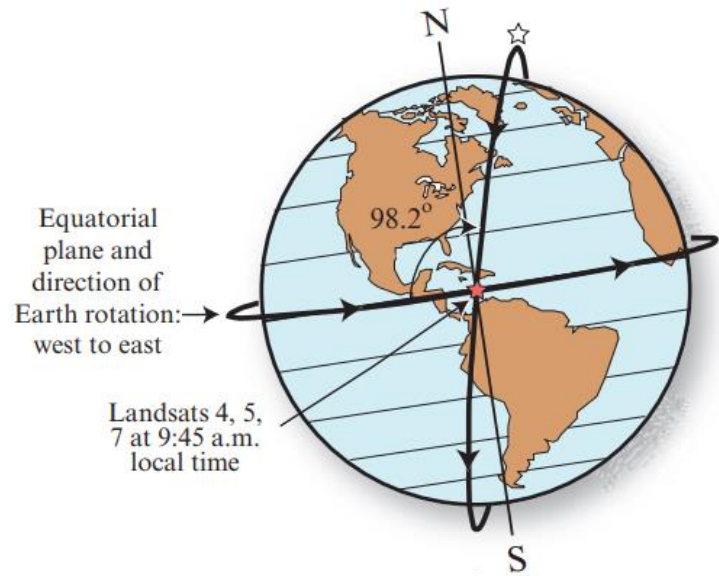 N
98.2°
Equatorial
plane and
direction of
Earth rotation:
west to east
Landsats 4, 5,
7 at 9:45 a.m.
local time
S